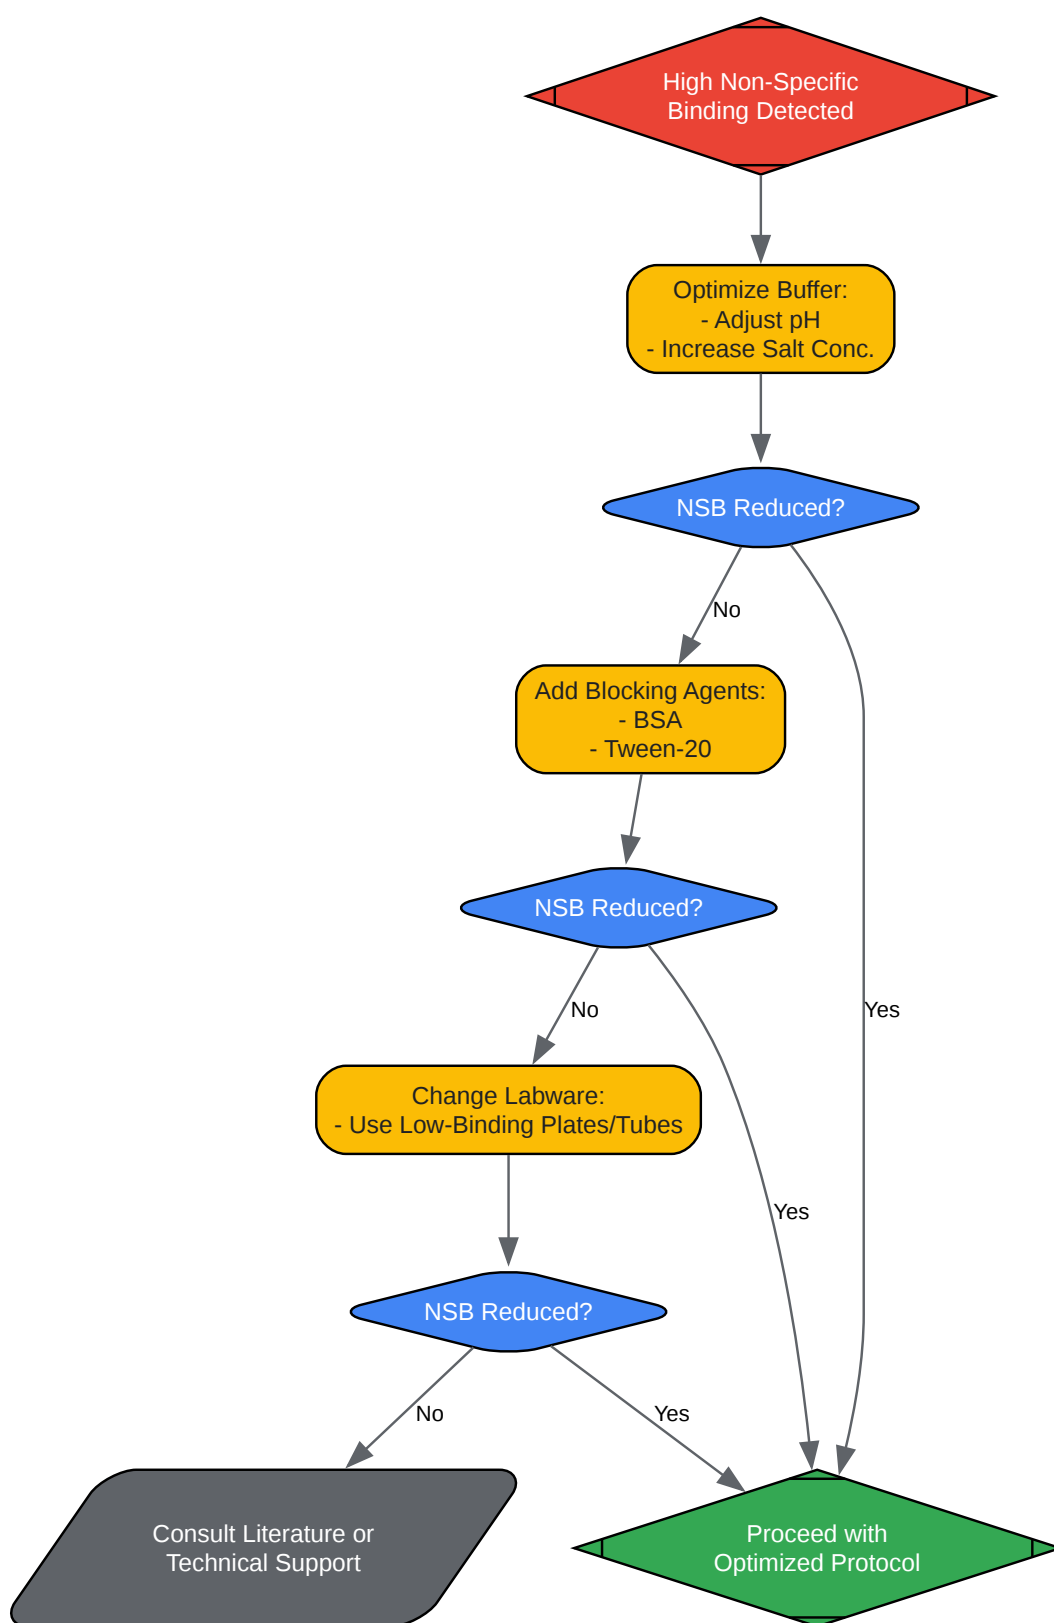 High Non-Specific
Binding Detected
Optimize Buffer:
- Adjust pH
- Increase Salt Conc.
NSB Reduced?
No
Add Blocking Agents:
- BSA
- Tween-20
NSB Reduced?
No
Yes
Change Labware:
- Use Low-Binding Plates/Tubes
Yes
NSB Reduced?
No
Yes
Consult Literature or
Technical Support
Proceed with
Optimized Protocol